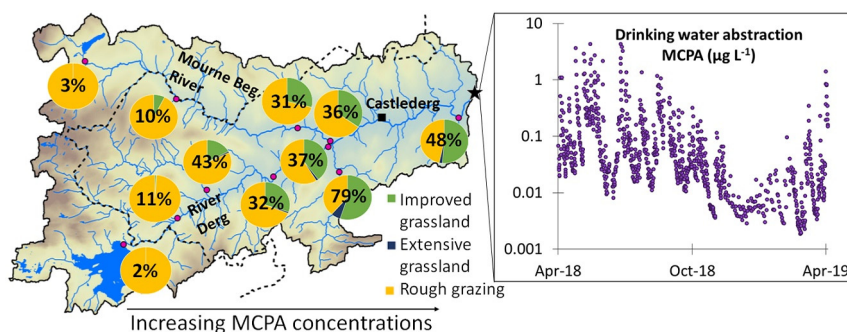 Mourne Beg
River
3%
10%
31%
36%
Castlederg
48%
43%
37%
11%
River
Derg
32%
79%
2%
Improved
grassland
Extensive
grassland
Rough grazing
Increasing MCPA concentrations
Drinking water abstraction
MCPA (µg L⁻¹)
10
1
0.1
0.01
0.001
Apr-18
Oct-18
Apr-19